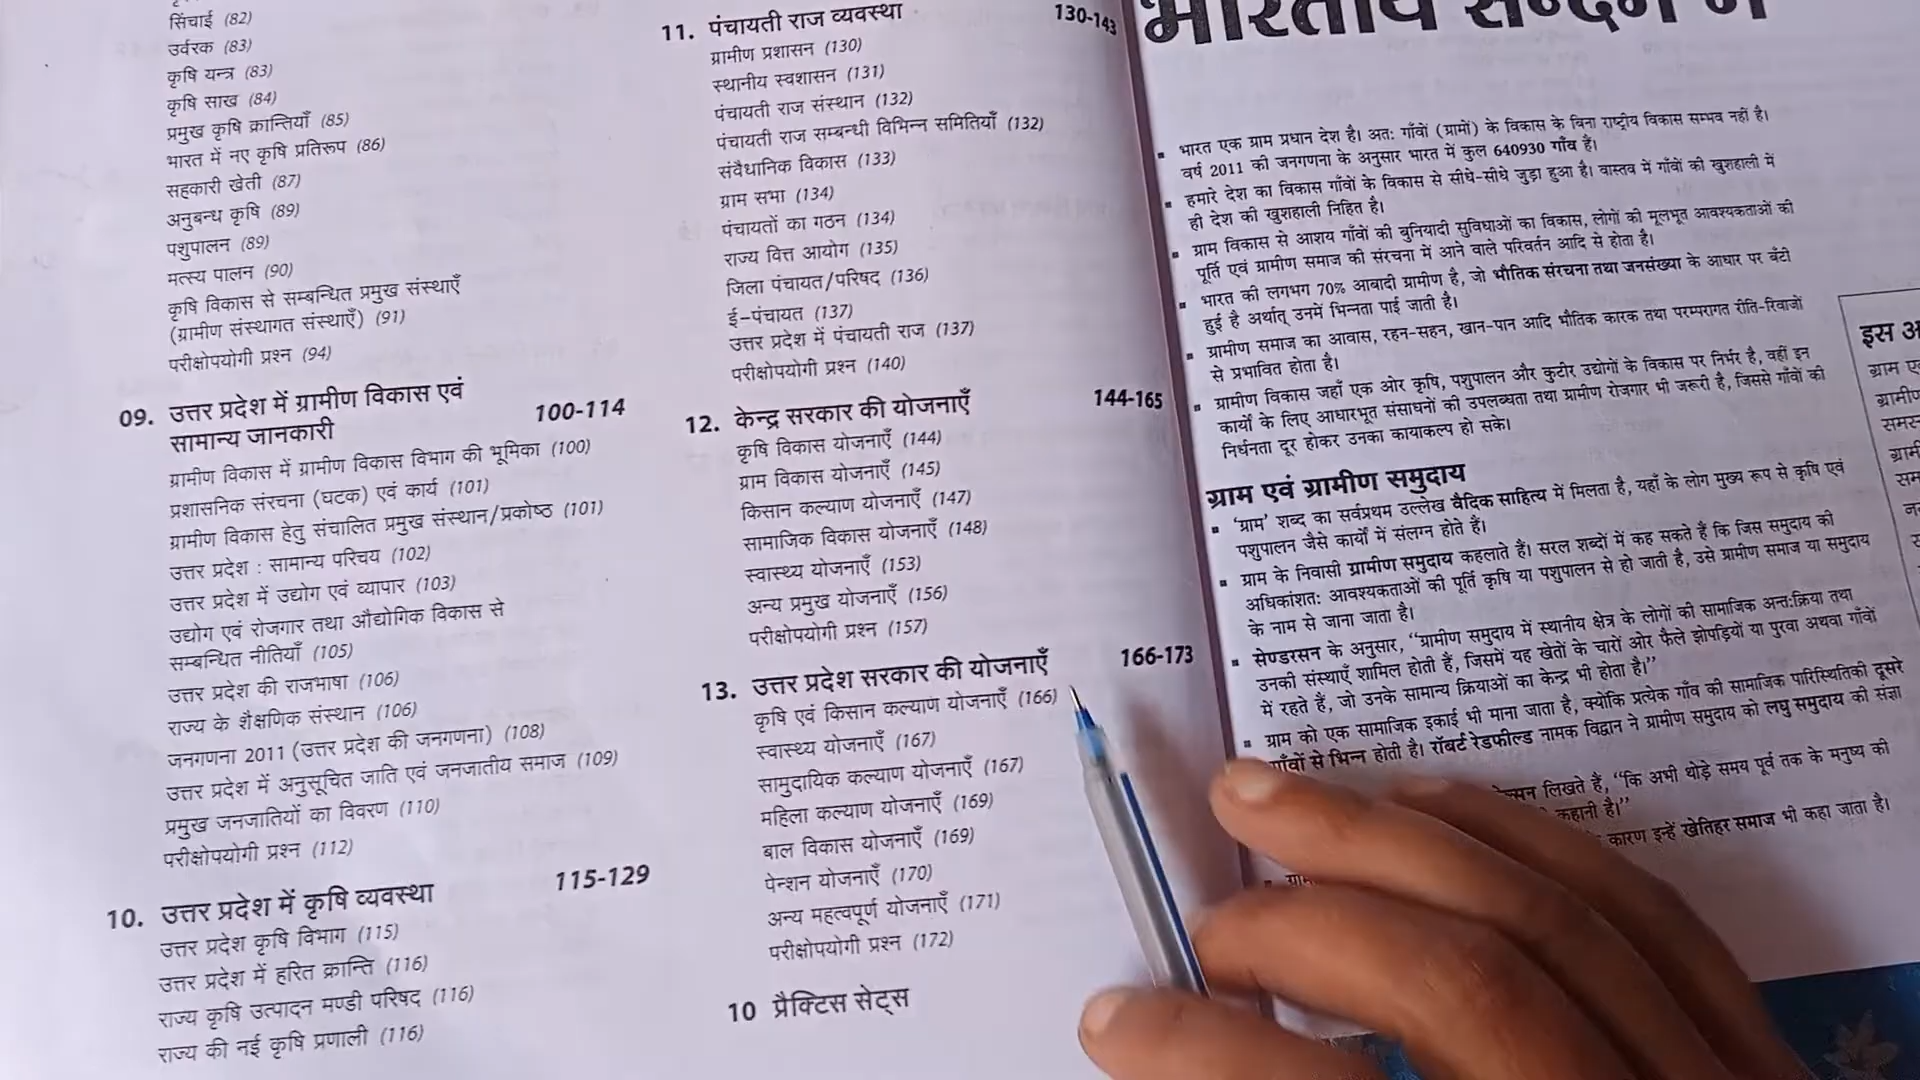 सिंचाई (82)
उर्वरक (83)
कृषि यन्त्र (83)
कृषि साख (84)
प्रमुख कृषि क्रान्तियाँ (85)
भारत में नए कृषि प्रतिरूप (86)
सहकारी खेती (87)
अनुबन्ध कृषि (89)
पशुपालन (89)
मत्स्य पालन (90)
कृषि विकास से सम्बन्धित प्रमुख संस्थाएँ
(ग्रामीण संस्थागत संस्थाएँ) (91)
परीक्षोपयोगी प्रश्न (94)
09. उत्तर प्रदेश में ग्रामीण विकास एवं
सामान्य जानकारी 100-114
ग्रामीण विकास में ग्रामीण विकास विभाग की भूमिका (100)
प्रशासनिक संरचना (घटक) एवं कार्य (101)
ग्रामीण विकास हेतु संचालित प्रमुख संस्थान/प्रकोष्ठ (101)
उत्तर प्रदेश : सामान्य परिचय (102)
उत्तर प्रदेश में उद्योग एवं व्यापार (103)
उद्योग एवं रोजगार तथा औद्योगिक विकास से
सम्बन्धित नीतियाँ (105)
उत्तर प्रदेश की राजभाषा (106)
राज्य के शैक्षणिक संस्थान (106)
जनगणना 2011 (उत्तर प्रदेश की जनगणना) (108)
उत्तर प्रदेश में अनुसूचित जाति एवं जनजातीय समाज (109)
प्रमुख जनजातियों का विवरण (110)
परीक्षोपयोगी प्रश्न (112)
10. उत्तर प्रदेश में कृषि व्यवस्था 115-129
उत्तर प्रदेश कृषि विभाग (115)
उत्तर प्रदेश में हरित क्रान्ति (116)
राज्य कृषि उत्पादन मण्डी परिषद (116)
राज्य की नई कृषि प्रणाली (116)
11. पंचायती राज व्यवस्था 130-143
ग्रामीण प्रशासन (130)
स्थानीय स्वशासन (131)
पंचायती राज संस्थान (132)
पंचायती राज सम्बन्धी विभिन्न समितियाँ (132)
संवैधानिक विकास (133)
ग्राम सभा (134)
पंचायतों का गठन (134)
राज्य वित्त आयोग (135)
जिला पंचायत/परिषद (136)
ई-पंचायत (137)
उत्तर प्रदेश में पंचायती राज (137)
परीक्षोपयोगी प्रश्न (140)
12. केन्द्र सरकार की योजनाएँ 144-165
कृषि विकास योजनाएँ (144)
ग्राम विकास योजनाएँ (145)
किसान कल्याण योजनाएँ (147)
सामाजिक विकास योजनाएँ (148)
स्वास्थ्य योजनाएँ (153)
अन्य प्रमुख योजनाएँ (156)
परीक्षोपयोगी प्रश्न (157)
13. उत्तर प्रदेश सरकार की योजनाएँ 166-173
कृषि एवं किसान कल्याण योजनाएँ (166)
स्वास्थ्य योजनाएँ (167)
सामुदायिक कल्याण योजनाएँ (167)
महिला कल्याण योजनाएँ (169)
बाल विकास योजनाएँ (169)
पेन्शन योजनाएँ (170)
अन्य महत्वपूर्ण योजनाएँ (171)
परीक्षोपयोगी प्रश्न (172)
10 प्रैक्टिस सेट्स
भारतीय सन्दर्भ में
भारत एक ग्राम प्रधान देश है। अतः गाँवों (ग्रामों) के विकास के बिना राष्ट्रीय विकास सम्भव नहीं है।
वर्ष 2011 की जनगणना के अनुसार भारत में कुल 640930 गाँव हैं।
हमारे देश का विकास गाँवों के विकास से सीधे-सीधे जुड़ा हुआ है। वास्तव में गाँवों की खुशहाली में
ही देश की खुशहाली निहित है।
ग्राम विकास से आशय गाँवों की बुनियादी सुविधाओं का विकास, लोगों की मूलभूत आवश्यकताओं की
पूर्ति एवं ग्रामीण समाज की संरचना में आने वाले परिवर्तन आदि से होता है।
भारत की लगभग 70% आबादी ग्रामीण है, जो भौतिक संरचना तथा जनसंख्या के आधार पर बँटी
हुई है अर्थात् उनमें भिन्नता पाई जाती है।
ग्रामीण समाज का आवास, रहन-सहन, खान-पान आदि भौतिक कारक तथा परम्परागत रीति-रिवाजों
से प्रभावित होता है।
ग्रामीण विकास जहाँ एक ओर कृषि, पशुपालन और कुटीर उद्योगों के विकास पर निर्भर है, वहीं इन
कार्यों के लिए आधारभूत संसाधनों की उपलब्धता तथा ग्रामीण रोजगार भी जरूरी है, जिससे गाँवों की
निर्धनता दूर होकर उनका कायाकल्प हो सके।
ग्राम एवं ग्रामीण समुदाय
'ग्राम' शब्द का सर्वप्रथम उल्लेख वैदिक साहित्य में मिलता है, यहाँ के लोग मुख्य रूप से कृषि एवं
पशुपालन जैसे कार्यों में संलग्न होते हैं।
ग्राम के निवासी ग्रामीण समुदाय कहलाते हैं। सरल शब्दों में कह सकते हैं कि जिस समुदाय की
अधिकांशतः आवश्यकताओं की पूर्ति कृषि या पशुपालन से हो जाती है, उसे ग्रामीण समाज या समुदाय
के नाम से जाना जाता है।
सेण्डरसन के अनुसार, "ग्रामीण समुदाय में स्थानीय क्षेत्र के लोगों की सामाजिक अन्तःक्रिया तथा
उनकी संस्थाएँ शामिल होती हैं, जिसमें यह खेतों के चारों ओर फैले झोपड़ियों या पुरवा अथवा गाँवों
में रहते हैं, जो उनके सामान्य क्रियाओं का केन्द्र भी होता है।"
ग्राम को एक सामाजिक इकाई भी माना जाता है, क्योंकि प्रत्येक गाँव की सामाजिक पारिस्थितिकी दूसरे
गाँवों से भिन्न होती है। रॉबर्ट रेडफील्ड नामक विद्वान ने ग्रामीण समुदाय को लघु समुदाय की संज्ञा
लिखते हैं, "कि अभी थोड़े समय पूर्व तक के मनुष्य की
कहानी है।"
कारण इन्हें खेतिहर समाज भी कहा जाता है।
इस
ग्राम